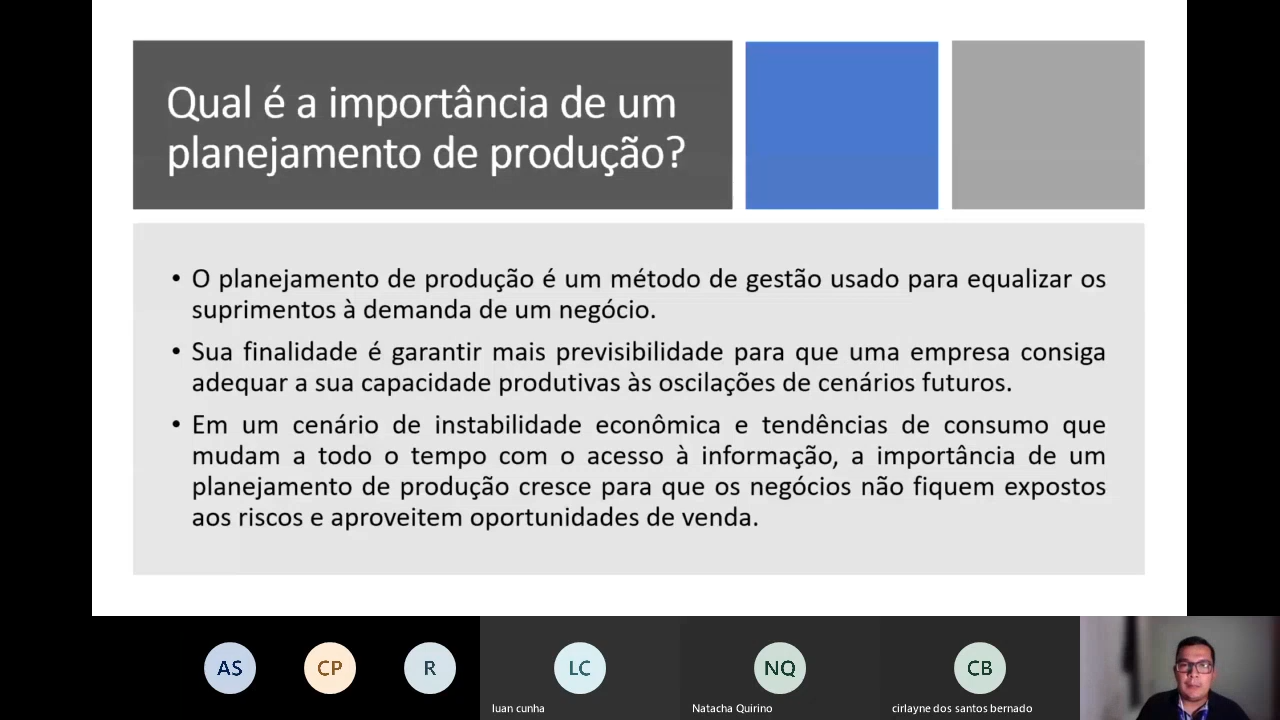 Qual é a importância de um
planejamento de produção?
• O planejamento de produção é um método de gestão usado para equalizar os
suprimentos à demanda de um negócio.
• Sua finalidade é garantir mais previsibilidade para que uma empresa consiga
adequar a sua capacidade produtivas às oscilações de cenários futuros.
• Em um cenário de instabilidade econômica e tendências de consumo que
mudam a todo o tempo com o acesso à informação, a importância de um
planejamento de produção cresce para que os negócios não fiquem expostos
aos riscos e aproveitem oportunidades de venda.
AS
CP
R
LC
NQ
CB
luan cunha
Natacha Quirino
cirlayne dos santos bernado